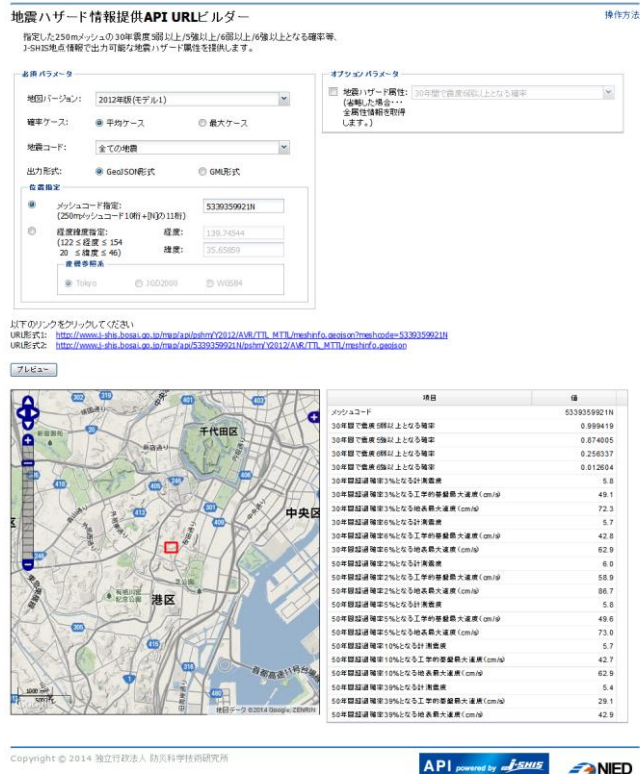 地震ハザード情報提供API URLビルダー
操作方法
指定した250mメッシュの30年震度5弱以上/5強以上/6弱以上/6強以上となる確率等、
J-SHIS地点情報で出力可能な地震ハザード属性を提供します。
必須パラメータ
地図バージョン: 2012年版(モデル1)
確率ケース: 平均ケース 最大ケース
地震コード: 全ての地震
出力形式: GeoJSON形式 GML形式
位置指定
メッシュコード指定: 5339359921N
(250mメッシュコード10桁+[N]の11桁)
経度緯度指定: 経度: 139.74544
(122 ≤ 経度 ≤ 154
20 ≤ 緯度 ≤ 46) 緯度: 35.65859
座標参照系
Tokyo JGD2000 WGS84
オプションパラメータ
地震ハザード属性: 30年間で震度5弱以上となる確率
(省略した場合・・・
全属性情報を取得
します。)
以下のリンクをクリックしてください
URL形式1: http://www.j-shis.bosai.go.jp/map/api/pshm/Y2012/AVR/TTL_MTTL/meshinfo.geojson?meshcode=5339359921N
URL形式2: http://www.j-shis.bosai.go.jp/map/api/5339359921N/pshm/Y2012/AVR/TTL_MTTL/meshinfo.geojson
プレビュー
千代田区
中央区
港区
首都高速11号台場
1000 m
地図データ ©2014 Google, ZENRIN
項目 値
メッシュコード 5339359921N
30年間で震度5弱以上となる確率 0.999419
30年間で震度5強以上となる確率 0.874005
30年間で震度6弱以上となる確率 0.256337
30年間で震度6強以上となる確率 0.012604
30年間超過確率3%となる計測震度 5.8
30年間超過確率3%となる工学的基盤最大速度(cm/s) 49.1
30年間超過確率3%となる地表最大速度(cm/s) 72.3
30年間超過確率6%となる計測震度 5.7
30年間超過確率6%となる工学的基盤最大速度(cm/s) 42.8
30年間超過確率6%となる地表最大速度(cm/s) 62.9
50年間超過確率2%となる計測震度 6.0
50年間超過確率2%となる工学的基盤最大速度(cm/s) 58.9
50年間超過確率2%となる地表最大速度(cm/s) 86.7
50年間超過確率5%となる計測震度 5.8
50年間超過確率5%となる工学的基盤最大速度(cm/s) 49.6
50年間超過確率5%となる地表最大速度(cm/s) 73.0
50年間超過確率10%となる計測震度 5.7
50年間超過確率10%となる工学的基盤最大速度(cm/s) 42.7
50年間超過確率10%となる地表最大速度(cm/s) 62.9
50年間超過確率39%となる計測震度 5.4
50年間超過確率39%となる工学的基盤最大速度(cm/s) 29.1
50年間超過確率39%となる地表最大速度(cm/s) 42.9
Copyright © 2014 独立行政法人 防災科学技術研究所
API powered by J-SHIS
NIED